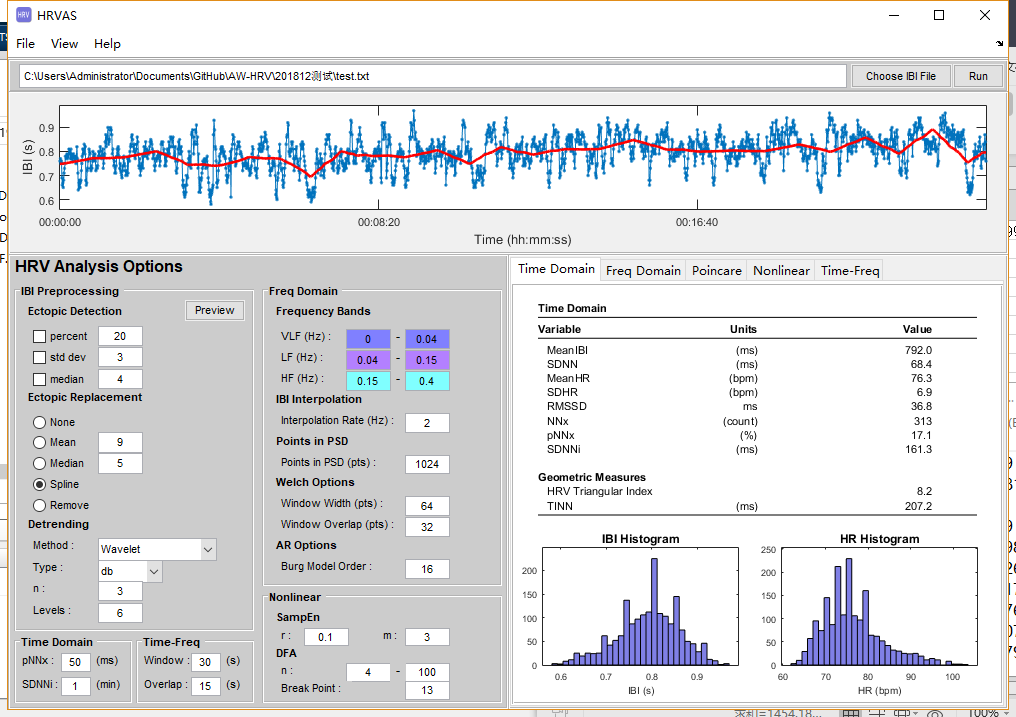 HRV HRVAS
File View Help
C:\Users\Administrator\Documents\GitHub\AW-HRV\201812测试\test.txt Choose IBI File Run
IBI (s)
0.9
0.8
0.7
0.6
00:00:00 00:08:20 00:16:40
Time (hh:mm:ss)
HRV Analysis Options
IBI Preprocessing
Ectopic Detection Preview
percent 20
std dev 3
median 4
Ectopic Replacement
None
Mean 9
Median 5
Spline
Remove
Detrending
Method : Wavelet
Type : db
n : 3
Levels : 6
Time Domain
pNNx : 50 (ms)
SDNNi : 1 (min)
Time-Freq
Window : 30 (s)
Overlap : 15 (s)
Freq Domain
Frequency Bands
VLF (Hz) : 0 - 0.04
LF (Hz) : 0.04 - 0.15
HF (Hz) : 0.15 - 0.4
IBI Interpolation
Interpolation Rate (Hz) : 2
Points in PSD
Points in PSD (pts) : 1024
Welch Options
Window Width (pts) : 64
Window Overlap (pts) : 32
AR Options
Burg Model Order : 16
Nonlinear
SampEn
r : 0.1 m : 3
DFA
n : 4 - 100
Break Point : 13
Time Domain Freq Domain Poincare Nonlinear Time-Freq
Time Domain
Variable Units Value
MeanIBI (ms) 792.0
SDNN (ms) 68.4
MeanHR (bpm) 76.3
SDHR (bpm) 6.9
RMSSD ms 36.8
NNx (count) 313
pNNx (%) 17.1
SDNNi (ms) 161.3
Geometric Measures
HRV Triangular Index 8.2
TINN (ms) 207.2
IBI Histogram
200
150
100
50
0
0.6 0.7 0.8 0.9
IBI (s)
HR Histogram
250
200
150
100
50
0
60 70 80 90 100
HR (bpm)
100%